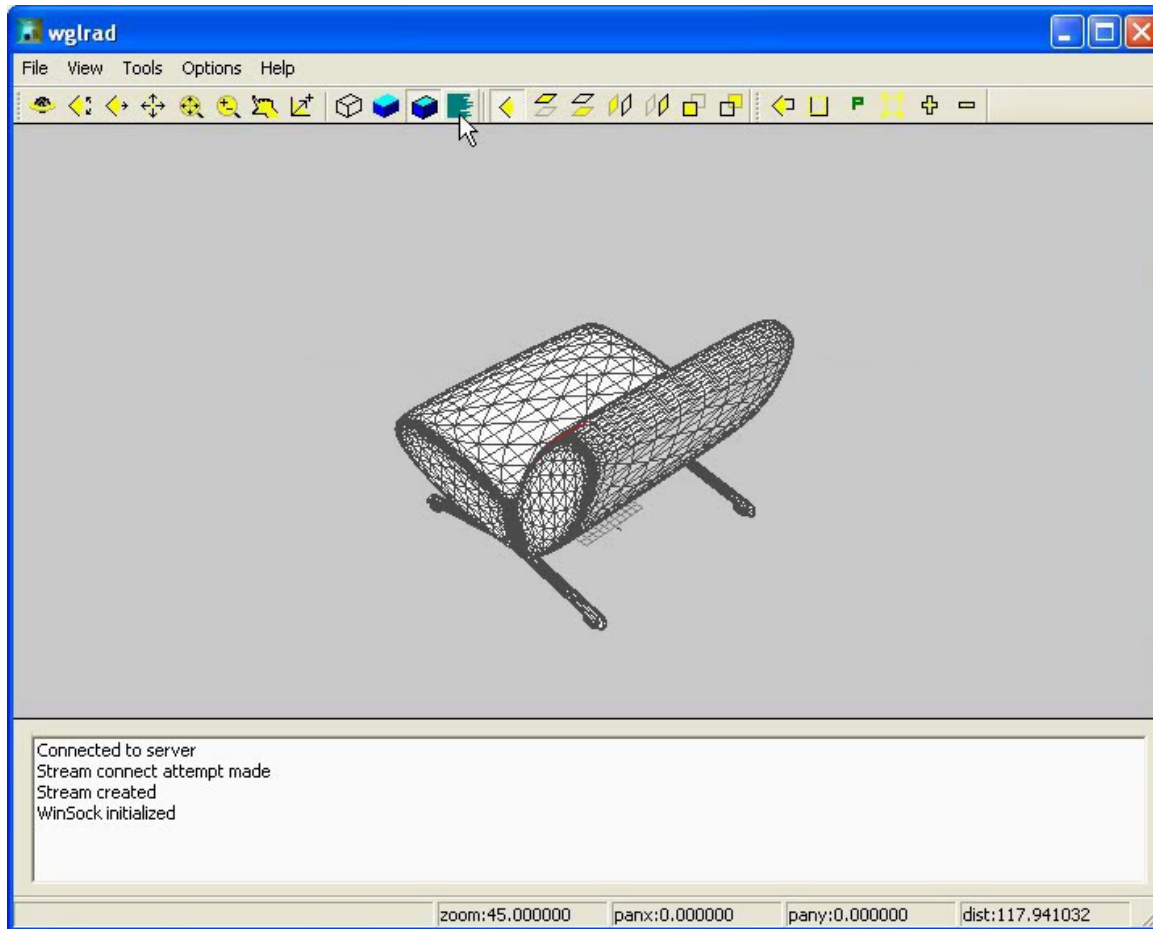 wglrad
File View Tools Options Help
P
Connected to server
Stream connect attempt made
Stream created
WinSock initialized
zoom:45.000000 panx:0.000000 pany:0.000000 dist:117.941032